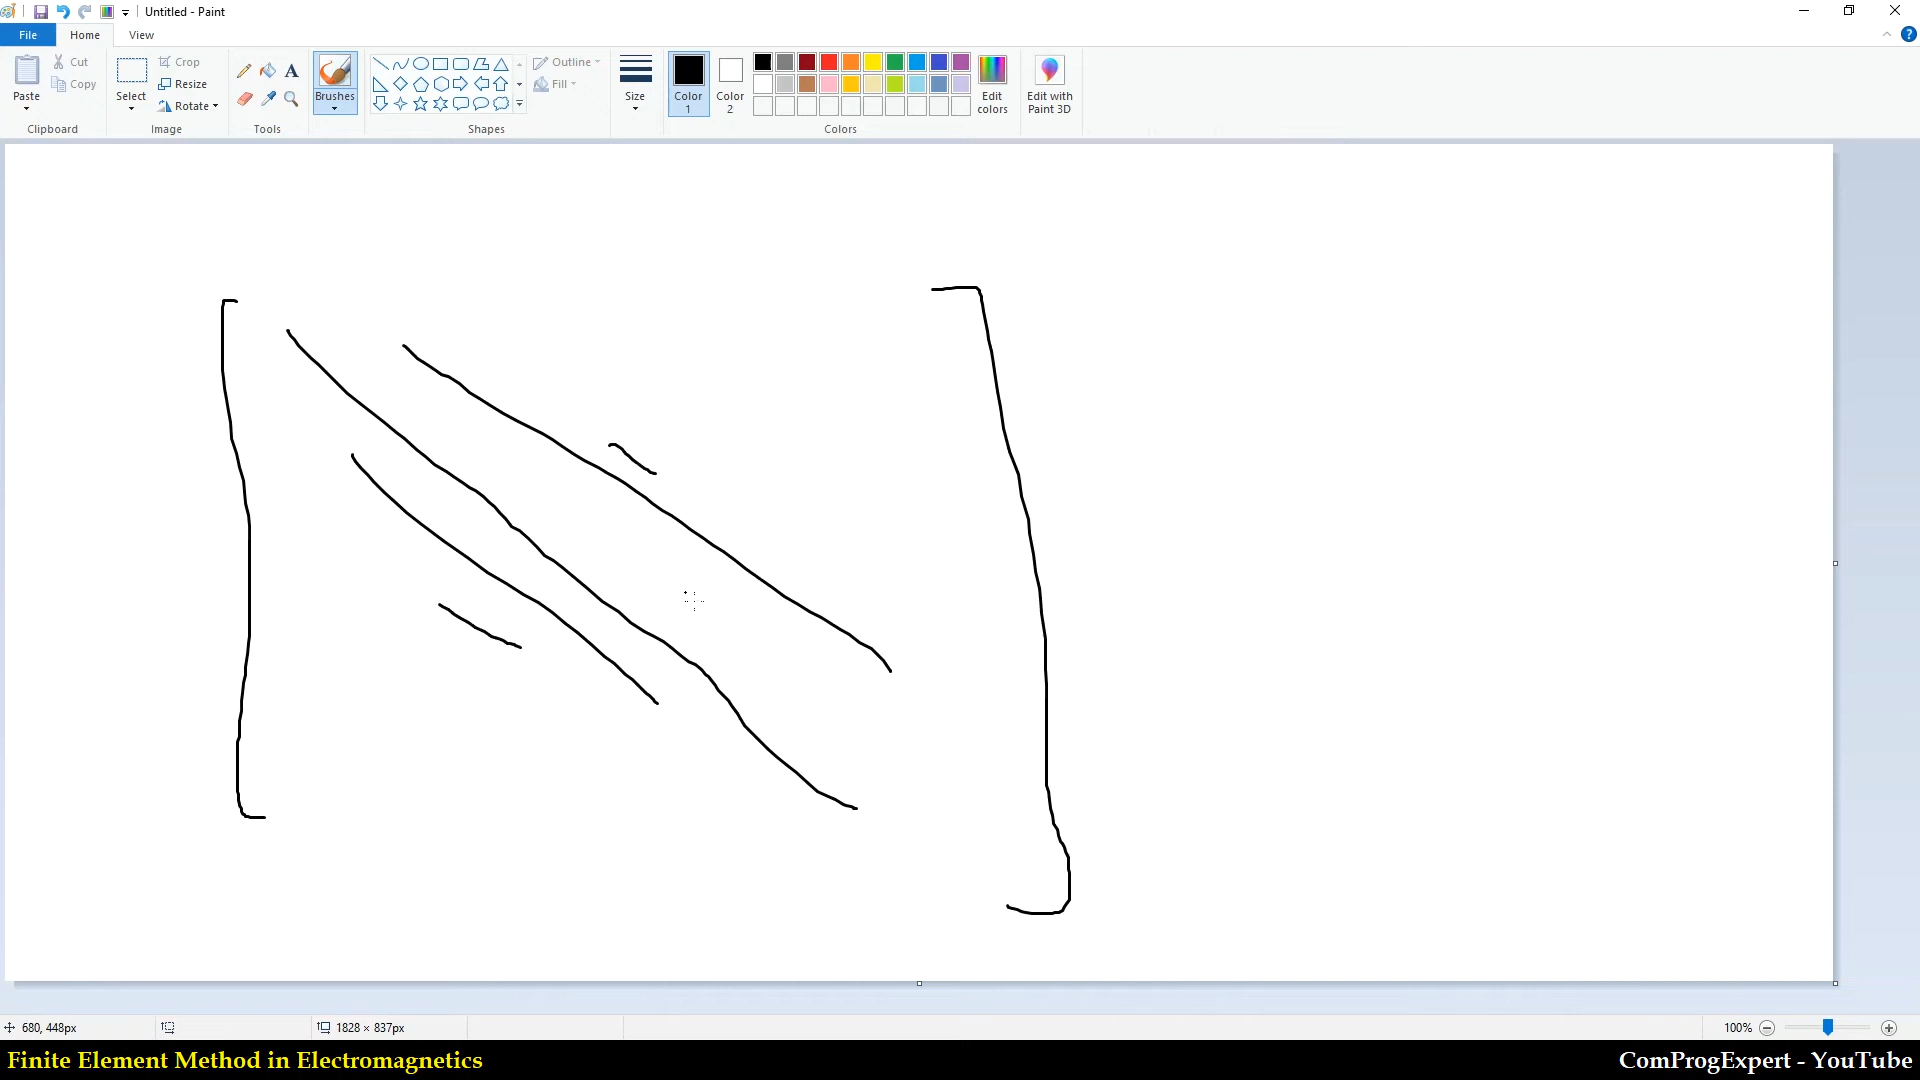 Untitled - Paint
File Home View
Paste Cut Copy Clipboard
Select Crop Resize Rotate Image
Tools
Brushes
Outline Fill Shapes
Size
Color 1 Color 2 Edit colors Colors
Edit with Paint 3D
680, 448px 1828 × 837px 100%
Finite Element Method in Electromagnetics ComProgExpert - YouTube